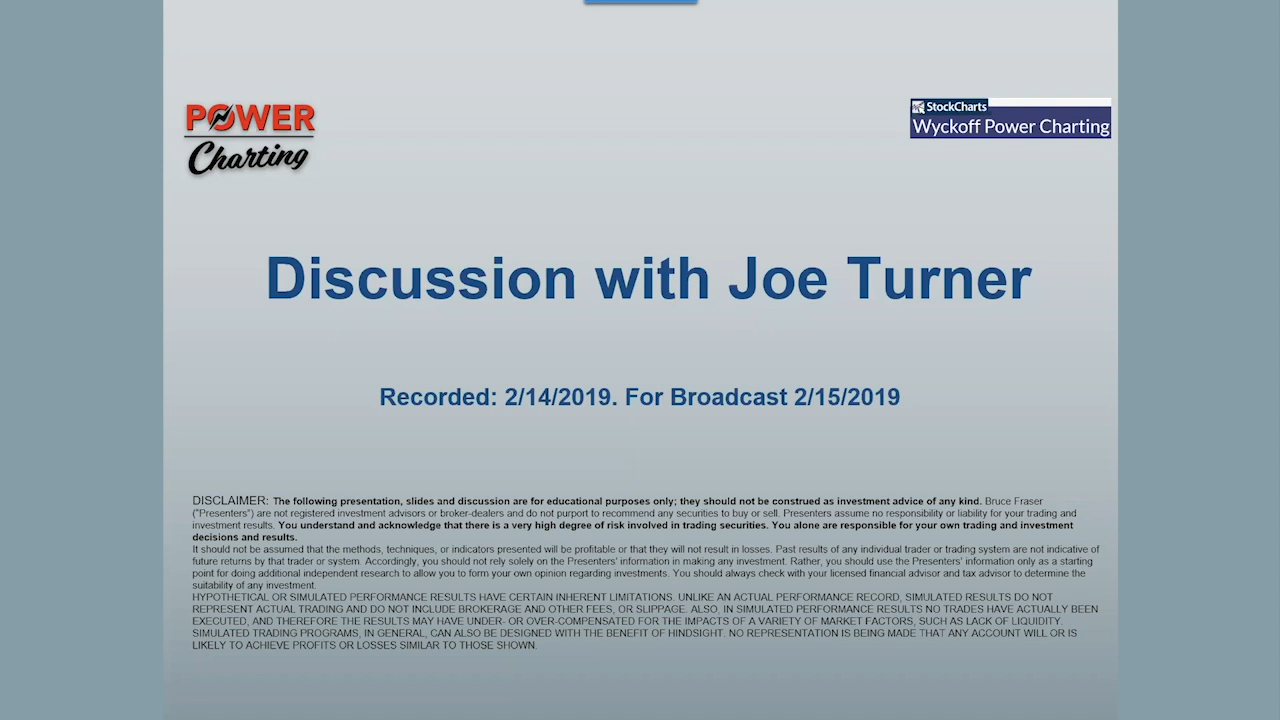 POWER
Charting
StockCharts
Wyckoff Power Charting
Discussion with Joe Turner
Recorded: 2/14/2019. For Broadcast 2/15/2019
DISCLAIMER: The following presentation, slides and discussion are for educational purposes only; they should not be construed as investment advice of any kind. Bruce Fraser
("Presenters") are not registered investment advisors or broker-dealers and do not purport to recommend any securities to buy or sell. Presenters assume no responsibility or liability for your trading and
investment results. You understand and acknowledge that there is a very high degree of risk involved in trading securities. You alone are responsible for your own trading and investment
decisions and results.
It should not be assumed that the methods, techniques, or indicators presented will be profitable or that they will not result in losses. Past results of any individual trader or trading system are not indicative of
future returns by that trader or system. Accordingly, you should not rely solely on the Presenters' information in making any investment. Rather, you should use the Presenters' information only as a starting
point for doing additional independent research to allow you to form your own opinion regarding investments. You should always check with your licensed financial advisor and tax advisor to determine the
suitability of any investment.
HYPOTHETICAL OR SIMULATED PERFORMANCE RESULTS HAVE CERTAIN INHERENT LIMITATIONS. UNLIKE AN ACTUAL PERFORMANCE RECORD, SIMULATED RESULTS DO NOT
REPRESENT ACTUAL TRADING AND DO NOT INCLUDE BROKERAGE AND OTHER FEES, OR SLIPPAGE. ALSO, IN SIMULATED PERFORMANCE RESULTS NO TRADES HAVE ACTUALLY BEEN
EXECUTED, AND THEREFORE THE RESULTS MAY HAVE UNDER- OR OVER-COMPENSATED FOR THE IMPACTS OF A VARIETY OF MARKET FACTORS, SUCH AS LACK OF LIQUIDITY.
SIMULATED TRADING PROGRAMS, IN GENERAL, CAN ALSO BE DESIGNED WITH THE BENEFIT OF HINDSIGHT. NO REPRESENTATION IS BEING MADE THAT ANY ACCOUNT WILL OR IS
LIKELY TO ACHIEVE PROFITS OR LOSSES SIMILAR TO THOSE SHOWN.